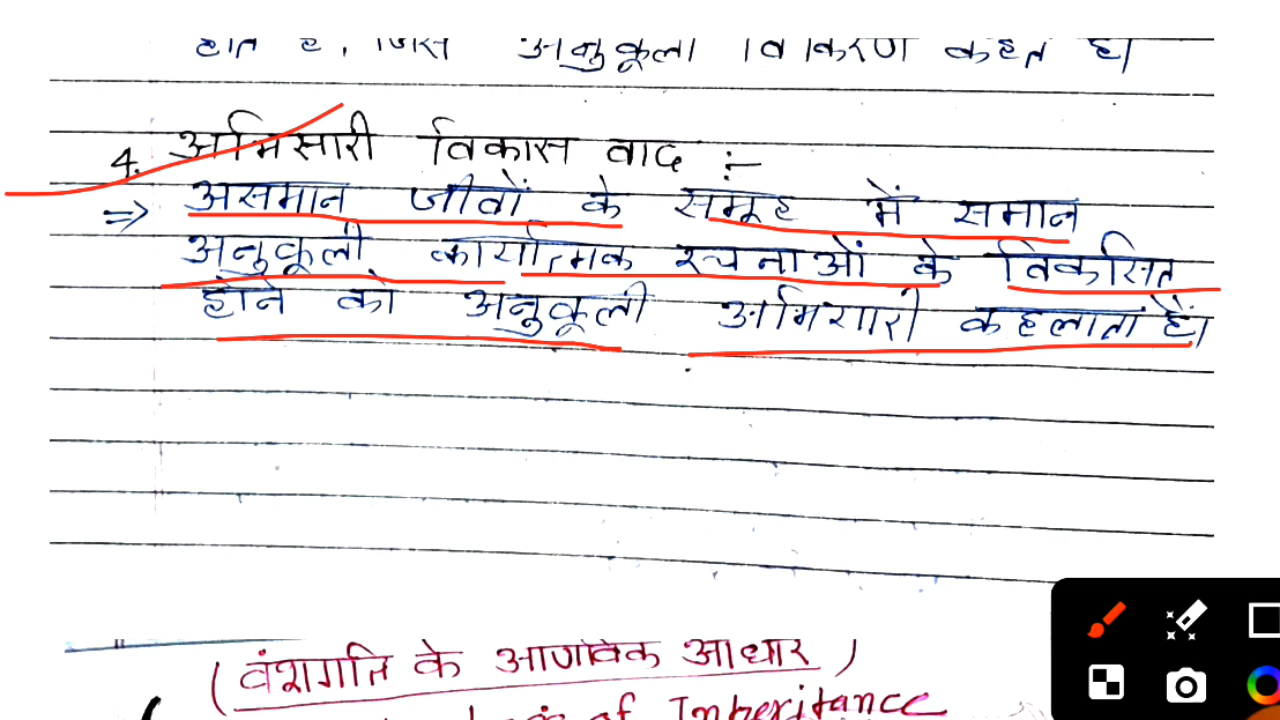 होते है, जिसे अनुकूली विकिरण कहते है।
4. अभिसारी विकास वाद :-
=> असमान जीवों के समूह में समान
अनुकूली कार्यात्मक रचनाओं के विकसित
होने को अनुकूली अभिसारी कहलाता है।
(वंशागति के आणविक आधार)
of Inheritance